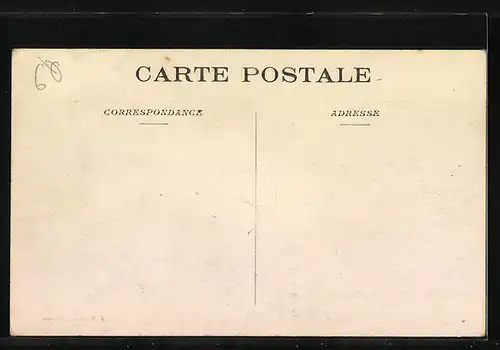 68
CARTE POSTALE
CORRESPONDANCE
ADRESSE